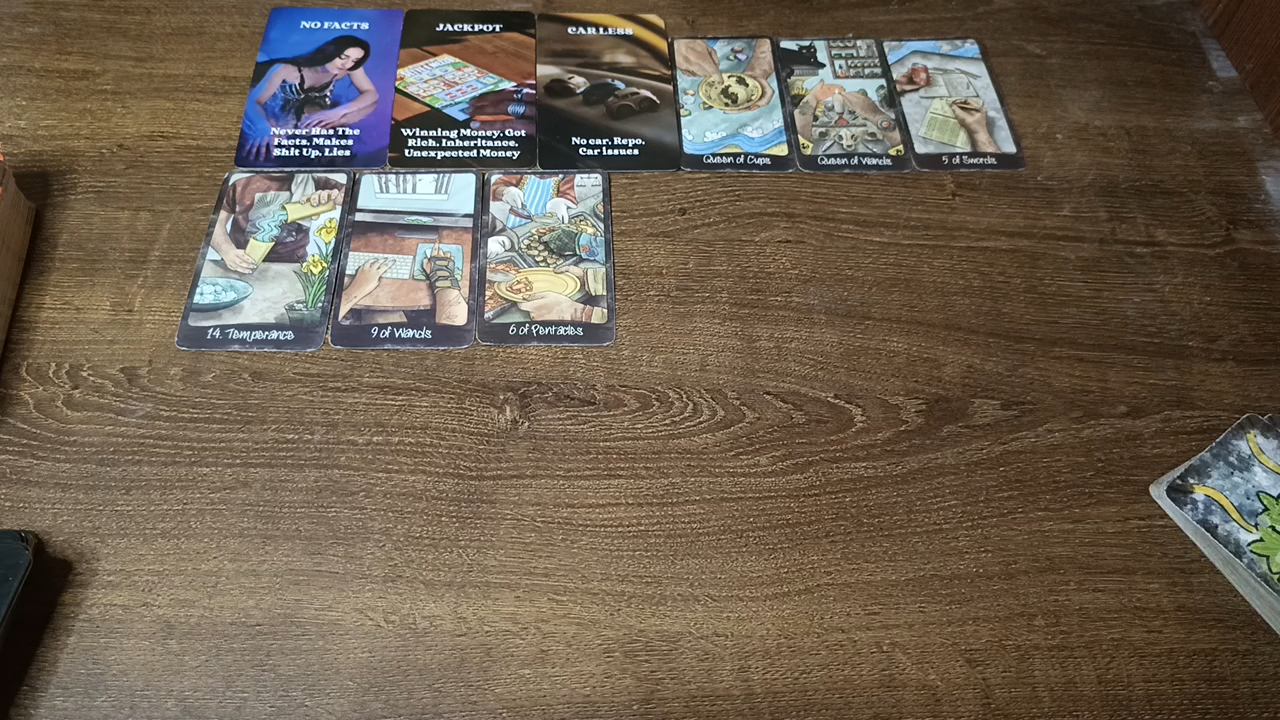 NO FACTS
Never Has The
Facts, Makes
Shit Up, Lies
JACKPOT
Winning Money, Got
Rich, Inheritance,
Unexpected Money
CARLESS
No car, Repo,
Car issues
Queen of Cups
Queen of Wands
5 of Swords
14. Temperance
9 of Wands
6 of Pentacles